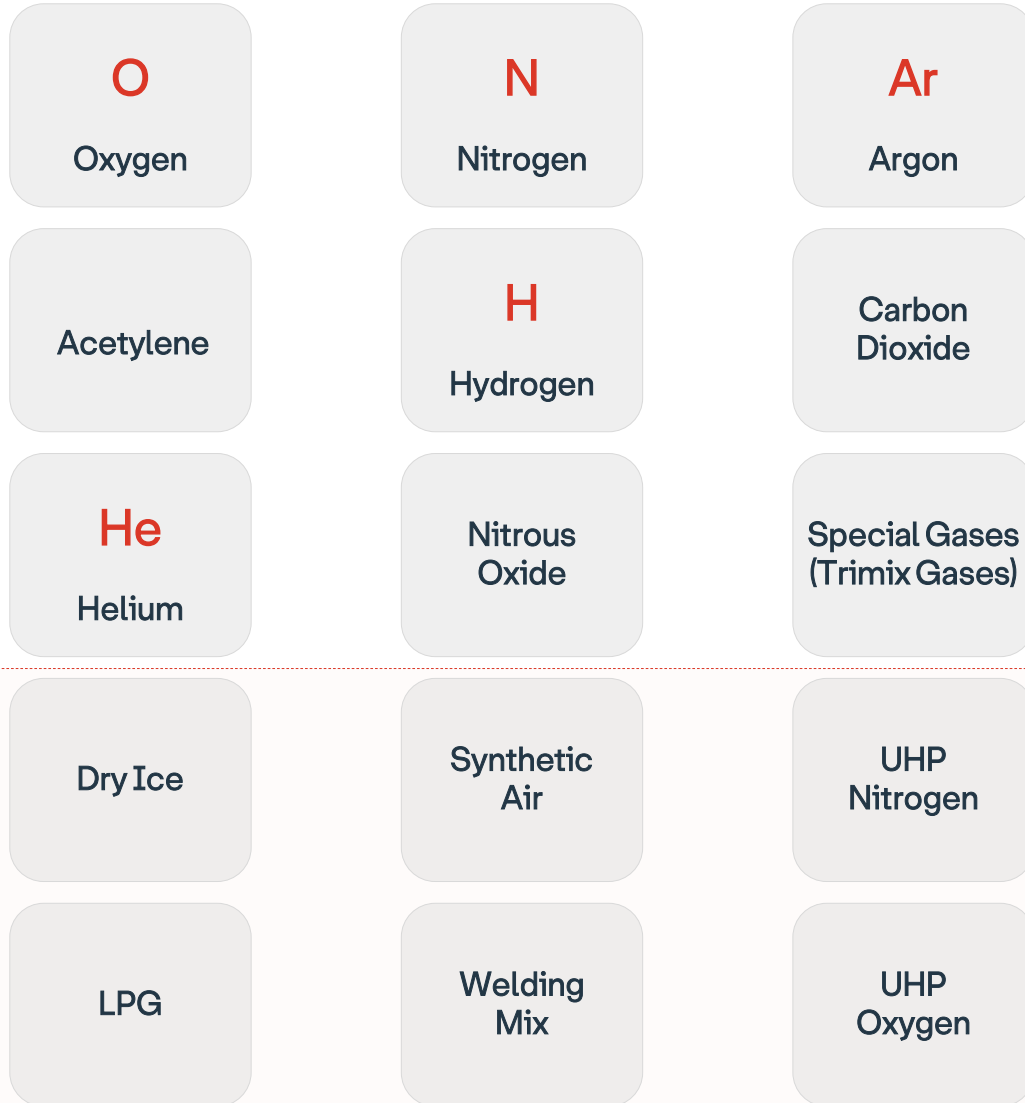 O
Oxygen
N
Nitrogen
Ar
Argon
Acetylene
H
Hydrogen
Carbon
Dioxide
He
Helium
Nitrous
Oxide
Special Gases
(Trimix Gases)
Dry Ice
Synthetic
Air
UHP
Nitrogen
LPG
Welding
Mix
UHP
Oxygen